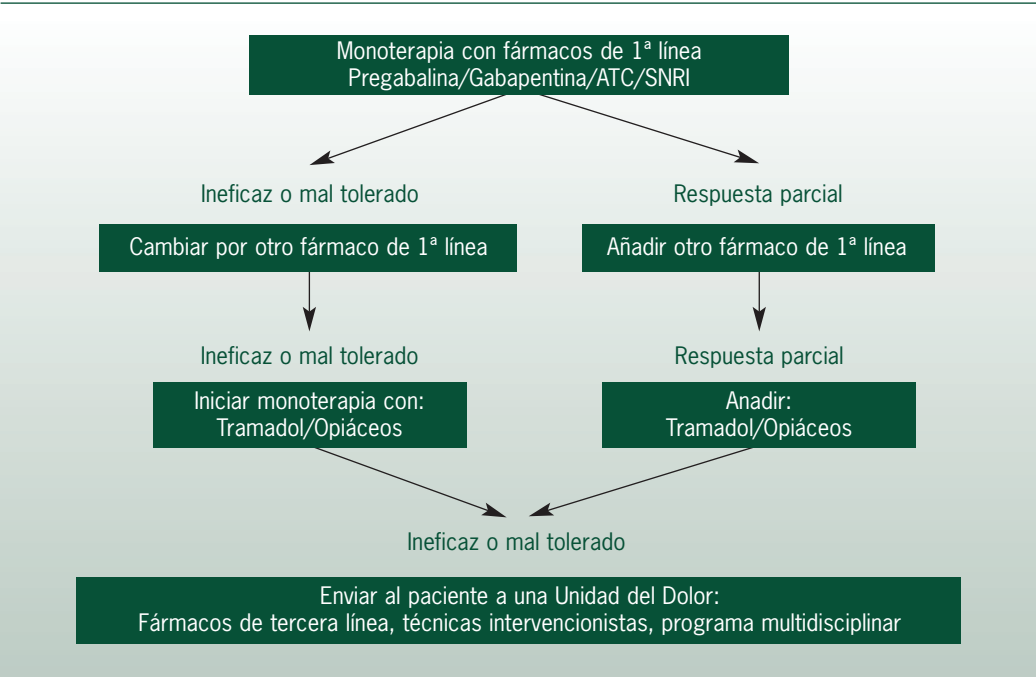 Monoterapia con fármacos de 1ª línea
Pregabalina/Gabapentina/ATC/SNRI
Ineficaz o mal tolerado
Respuesta parcial
Cambiar por otro fármaco de 1ª línea
Añadir otro fármaco de 1ª línea
Ineficaz o mal tolerado
Respuesta parcial
Iniciar monoterapia con:
Tramadol/Opiáceos
Anadir:
Tramadol/Opiáceos
Ineficaz o mal tolerado
Enviar al paciente a una Unidad del Dolor:
Fármacos de tercera línea, técnicas intervencionistas, programa multidisciplinar